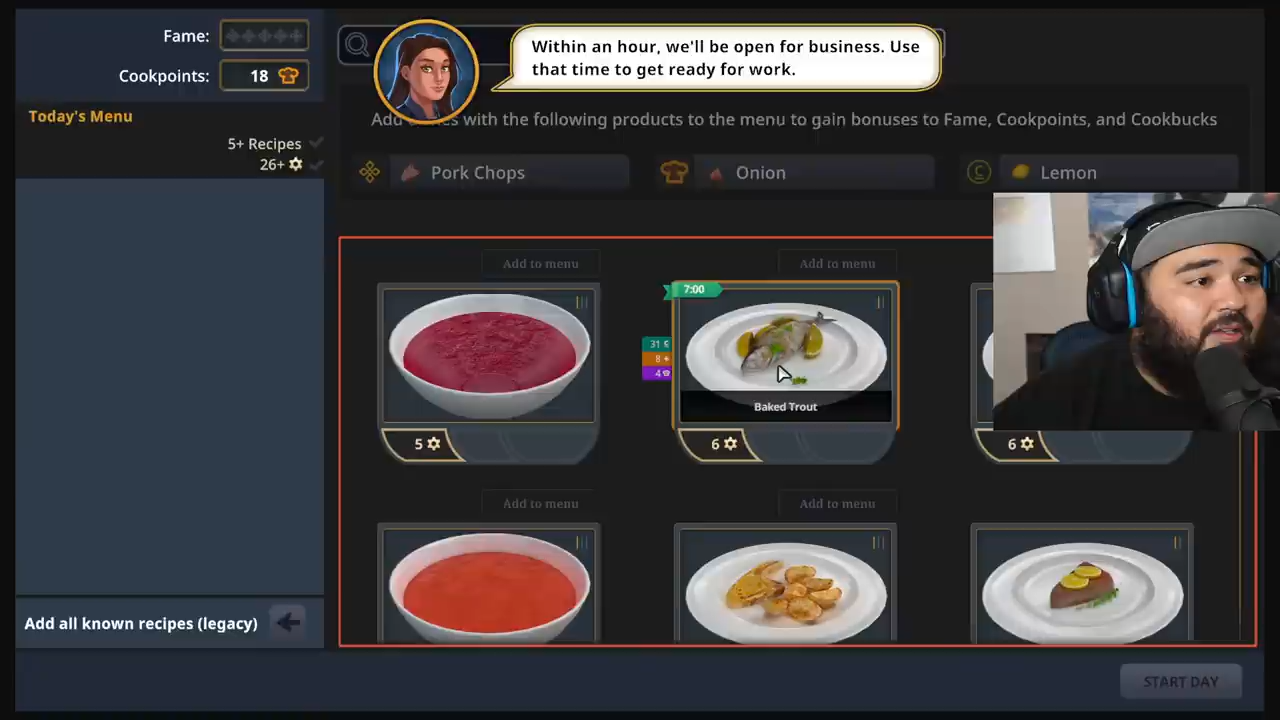 Fame:
Cookpoints:
18
Today's Menu
5+ Recipes
26+
Within an hour, we'll be open for business. Use
that time to get ready for work.
with the following products to the menu to gain bonuses to Fame, Cookpoints, and Cookbucks
Pork Chops
Onion
Lemon
Add to menu
Add to menu
7:00
31
8+
4
Baked Trout
5
6
6
Add to menu
Add to menu
Add all known recipes (legacy)
START DAY